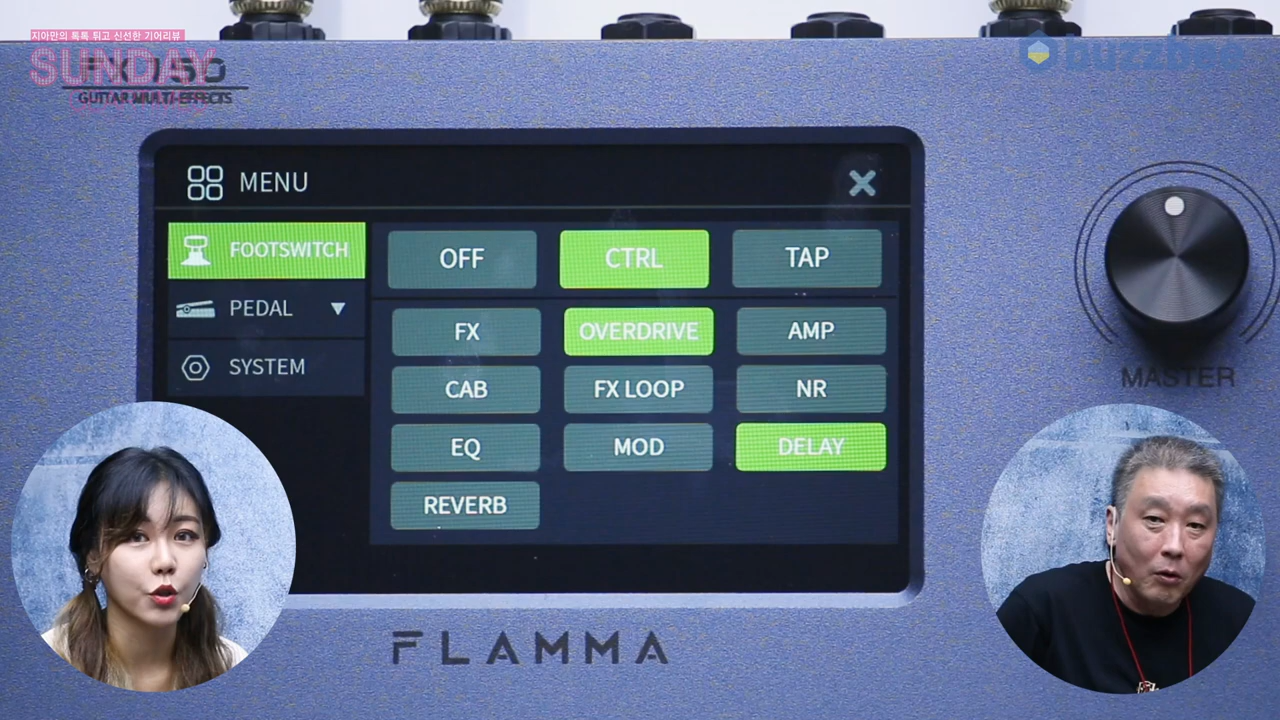 지아만의 톡톡 튀고 신선한 기어리뷰
SUNDAY
FX150
GUITAR MULTI-EFFECTS
buzzbee
MENU
FOOTSWITCH
PEDAL
SYSTEM
OFF CTRL TAP
FX OVERDRIVE AMP
CAB FX LOOP NR
EQ MOD DELAY
REVERB
MASTER
FLAMMA